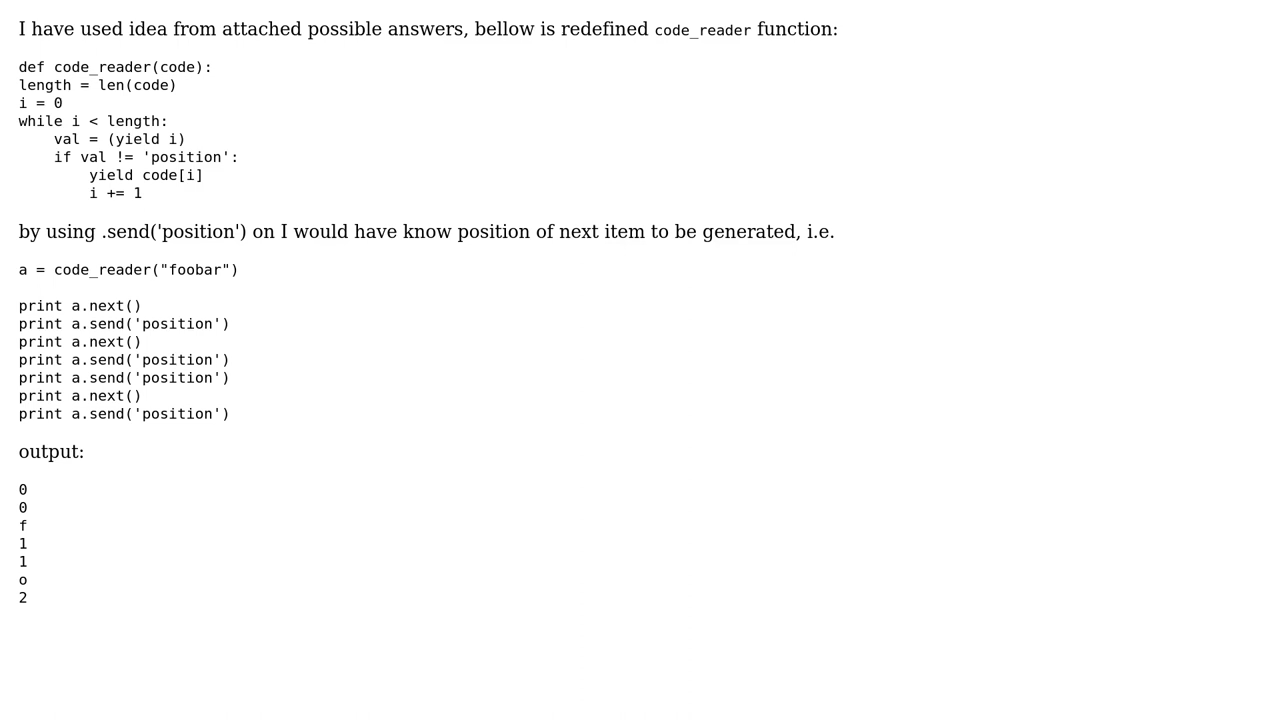 I have used idea from attached possible answers, bellow is redefined code_reader function:
def code_reader(code):
length = len(code)
i = 0
while i < length:
    val = (yield i)
    if val != 'position':
        yield code[i]
        i += 1
by using .send('position') on I would have know position of next item to be generated, i.e.
a = code_reader("foobar")
print a.next()
print a.send('position')
print a.next()
print a.send('position')
print a.send('position')
print a.next()
print a.send('position')
output:
0
0
f
1
1
o
2